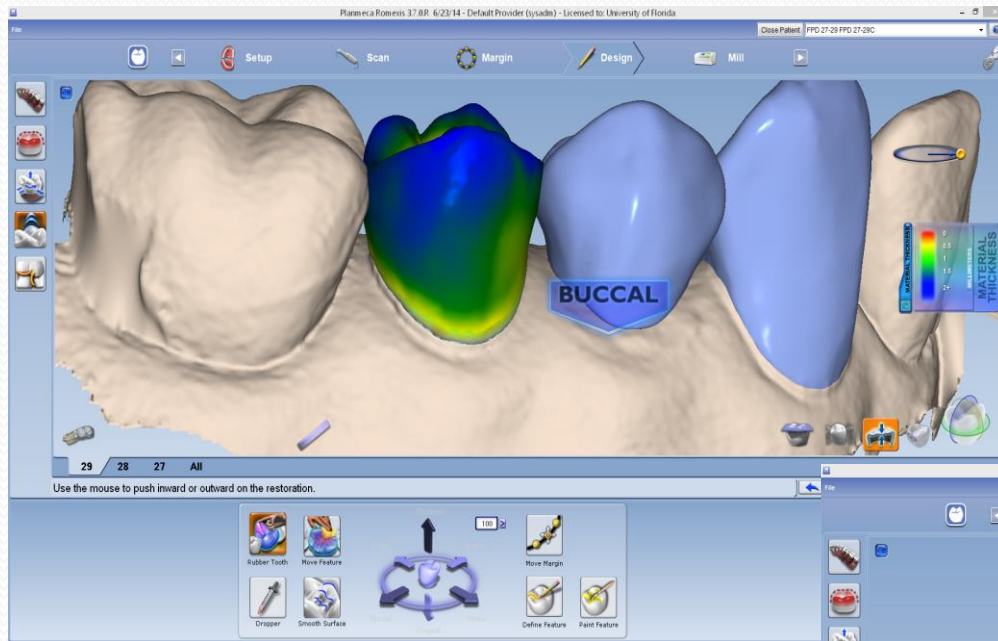 Planmeca Romexis 3.7.0.R 6/23/14 - Default Provider (sysadm) - Licensed to: University of Florida
File
Close Patient FPD 27-29 FPD 27-29C
Setup Scan Margin Design Mill
BUCCAL
MATERIAL THICKNESS
0
0.5
1
1.5
2+
MILLIMETERS
MATERIAL
THICKNESS
29 28 27 All
Use the mouse to push inward or outward on the restoration.
File
100
Rubber Tooth Move Feature Move Margin
Dropper Smooth Surface Define Feature Paint Feature